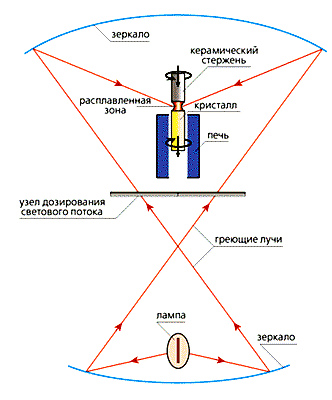 зеркало
керамический
стержень
расплавленная
зона
кристалл
печь
узел дозирования
светового потока
греющие лучи
лампа
зеркало